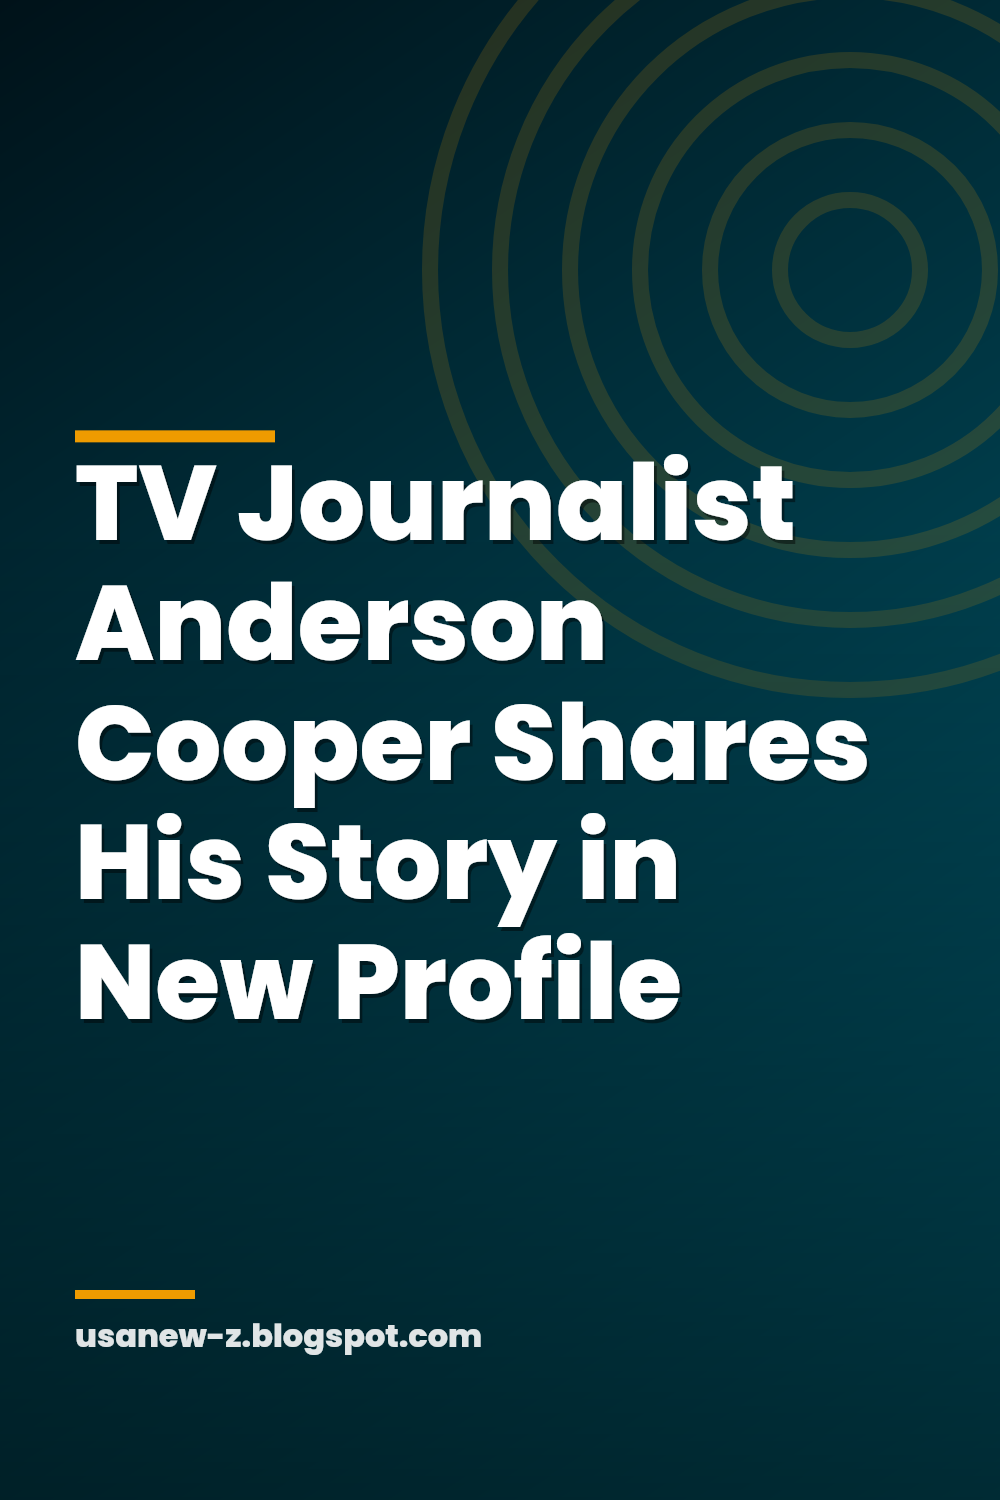 TV Journalist
Anderson
Cooper Shares
His Story in
New Profile
usanew-z.blogspot.com